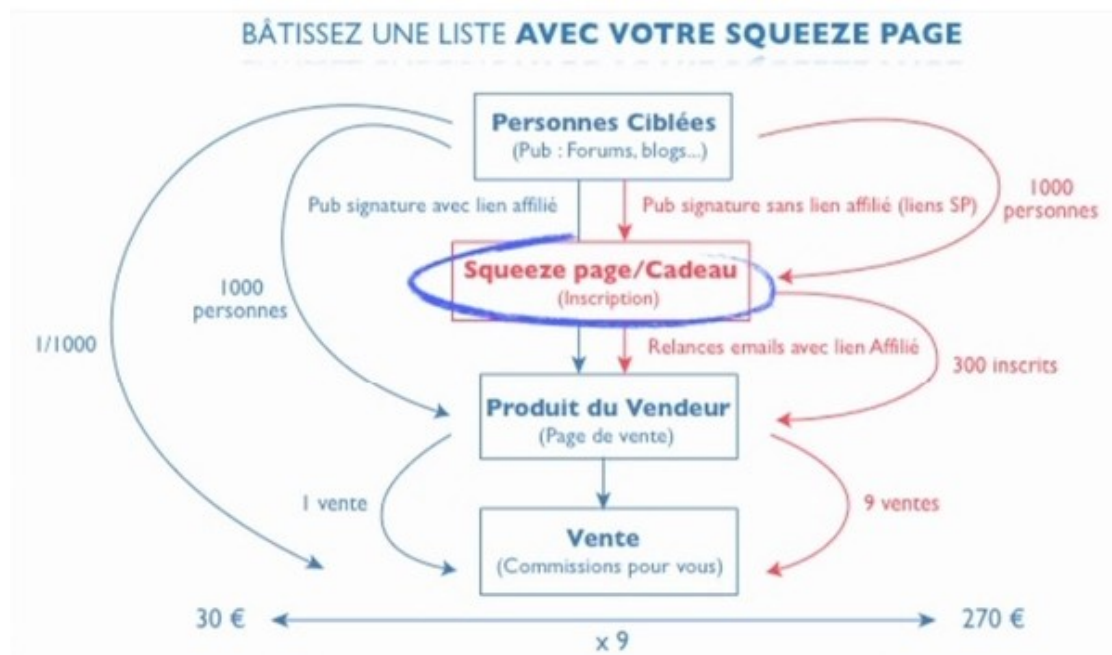 BÂTISSEZ UNE LISTE AVEC VOTRE SQUEEZE PAGE
Personnes Ciblées
(Pub : Forums, blogs...)
Pub signature avec lien affilié
Pub signature sans lien affilié (liens SP)
1000
personnes
Squeeze page/Cadeau
(Inscription)
1000
personnes
1/1000
Relances emails avec lien Affilié
300 inscrits
Produit du Vendeur
(Page de vente)
1 vente
9 ventes
Vente
(Commissions pour vous)
30 €
270 €
x 9